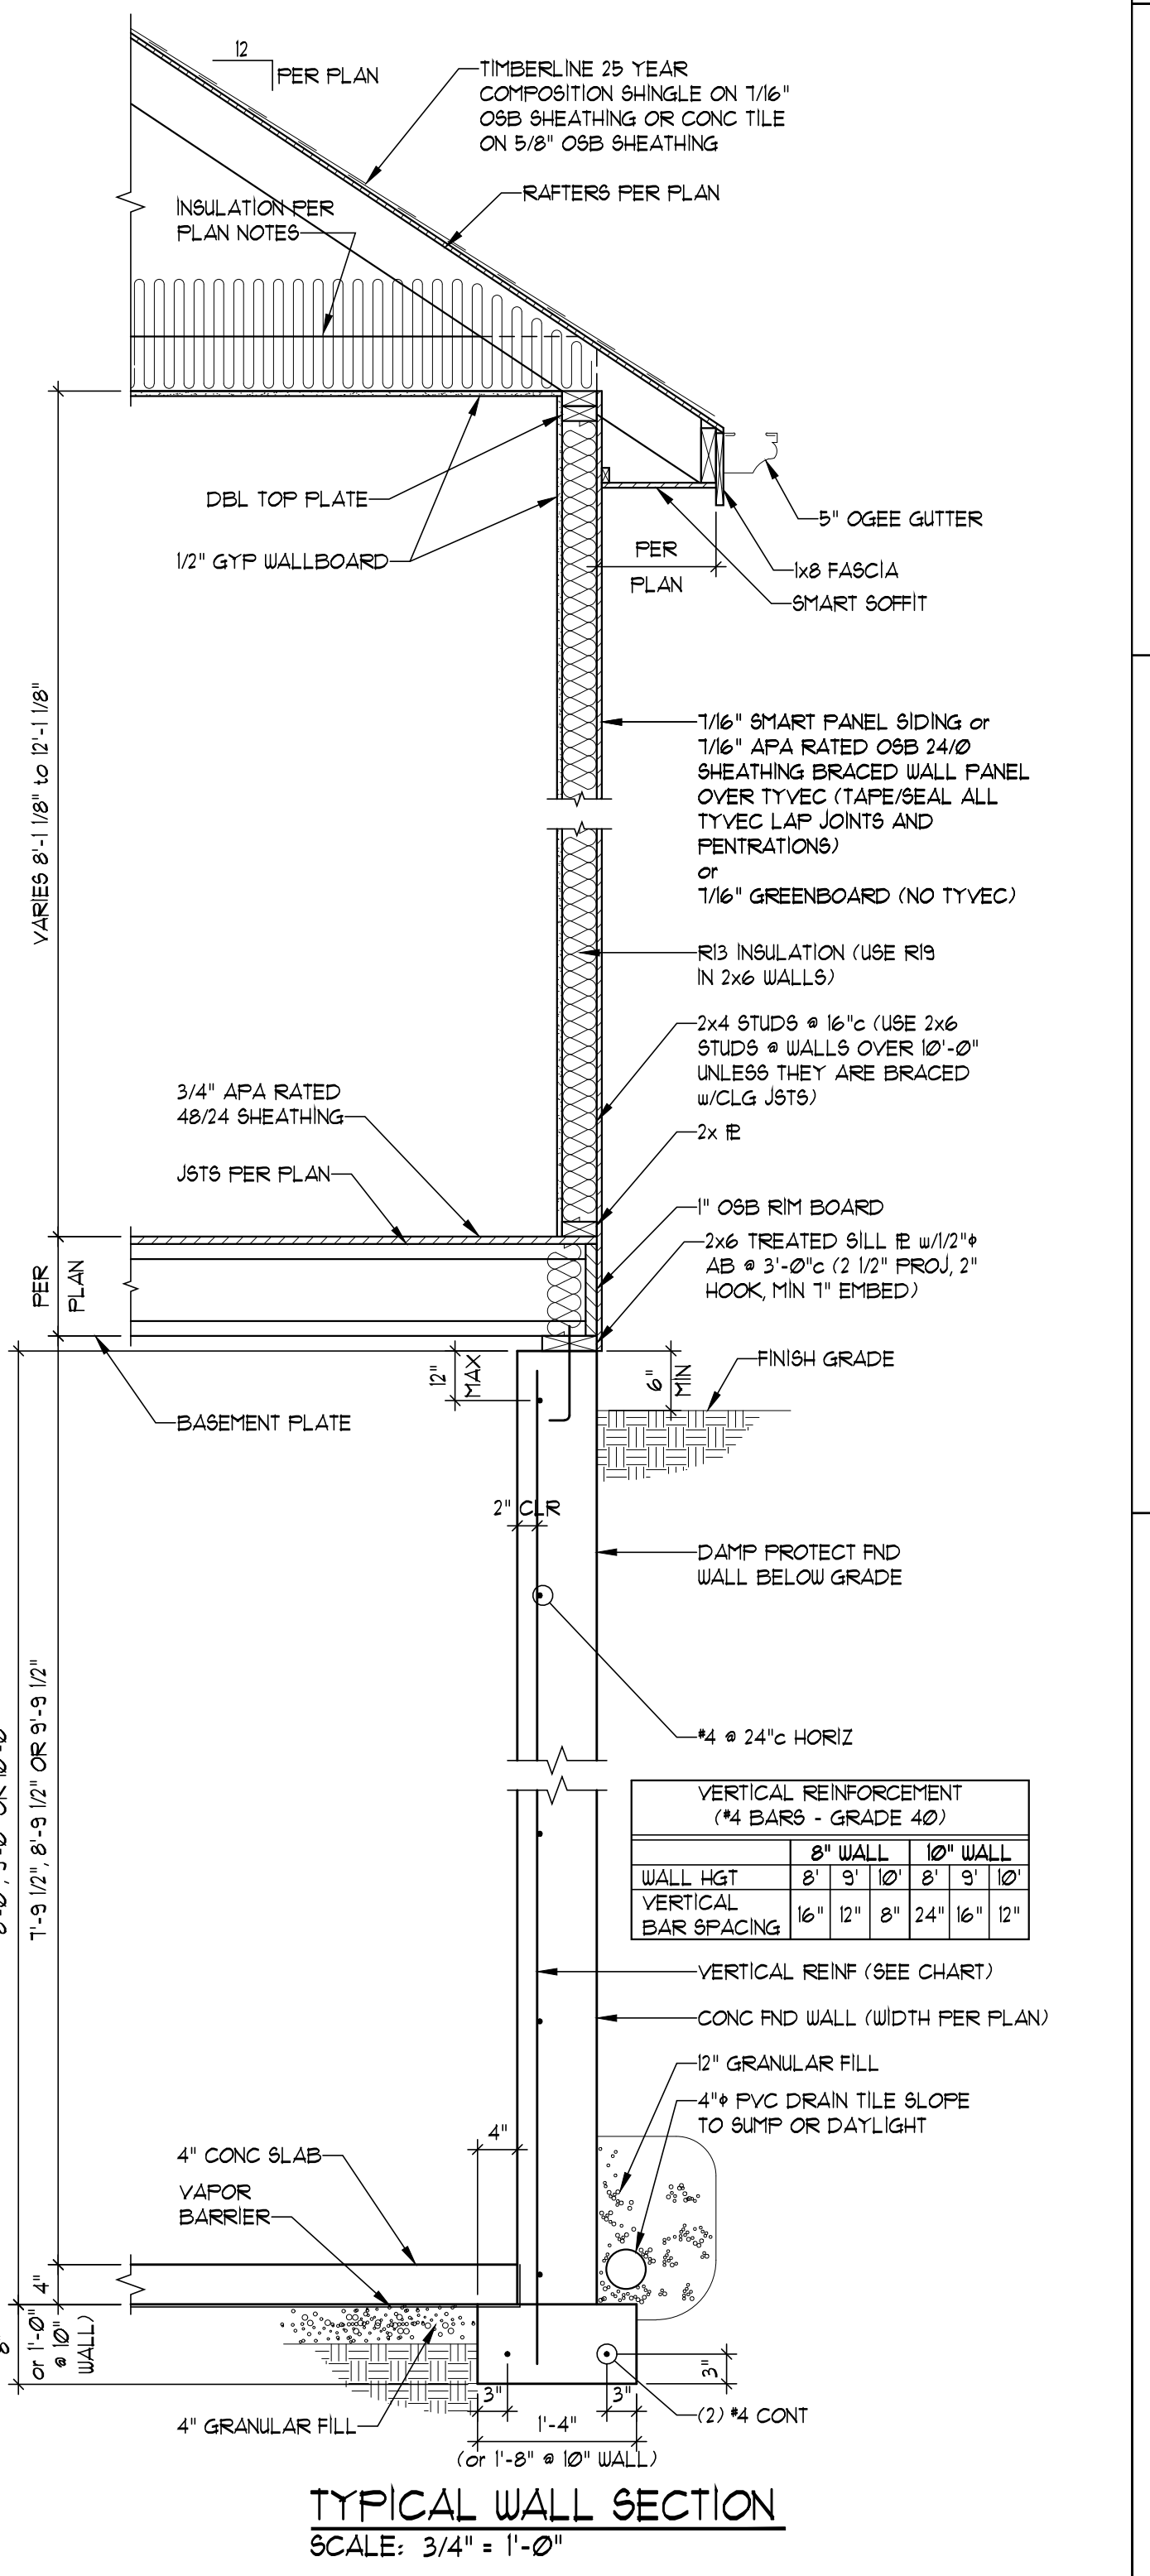 12
PER PLAN
TIMBERLINE 25 YEAR
COMPOSITION SHINGLE ON 7/16"
OSB SHEATHING OR CONC TILE
ON 5/8" OSB SHEATHING
RAFTERS PER PLAN
INSULATION PER
PLAN NOTES
DBL TOP PLATE
1/2" GYP WALLBOARD
5" OGEE GUTTER
PER
PLAN
1x8 FASCIA
SMART SOFFIT
VARIES 8'-1 1/8" to 12'-1 1/8"
7/16" SMART PANEL SIDING or
7/16" APA RATED OSB 24/0
SHEATHING BRACED WALL PANEL
OVER TYVEC (TAPE/SEAL ALL
TYVEC LAP JOINTS AND
PENTRATIONS)
or
7/16" GREENBOARD (NO TYVEC)
R13 INSULATION (USE R19
IN 2x6 WALLS)
2x4 STUDS @ 16"c (USE 2x6
STUDS @ WALLS OVER 10'-0"
UNLESS THEY ARE BRACED
w/CLG JSTS)
3/4" APA RATED
48/24 SHEATHING
2x PL
JSTS PER PLAN
1" OSB RIM BOARD
2x6 TREATED SILL PL w/1/2"ϕ
AB @ 3'-0"c (2 1/2" PROJ, 2"
HOOK, MIN 7" EMBED)
PER
PLAN
12"
MAX
6"
MIN
FINISH GRADE
BASEMENT PLATE
2" CLR
DAMP PROTECT FND
WALL BELOW GRADE
7'-9 1/2", 8'-9 1/2" OR 9'-9 1/2"
#4 @ 24"c HORIZ
VERTICAL REINFORCEMENT
(#4 BARS - GRADE 40)
8" WALL 10" WALL
WALL HGT 8' 9' 10' 8' 9' 10'
VERTICAL
BAR SPACING 16" 12" 8" 24" 16" 12"
VERTICAL REINF (SEE CHART)
CONC FND WALL (WIDTH PER PLAN)
12" GRANULAR FILL
4"ϕ PVC DRAIN TILE SLOPE
TO SUMP OR DAYLIGHT
4"
4" CONC SLAB
VAPOR
BARRIER
4"
or 1'-0"
@ 10"
WALL)
3"
3"
3"
4" GRANULAR FILL
(2) #4 CONT
1'-4"
(or 1'-8" @ 10" WALL)
TYPICAL WALL SECTION
SCALE: 3/4" = 1'-0"